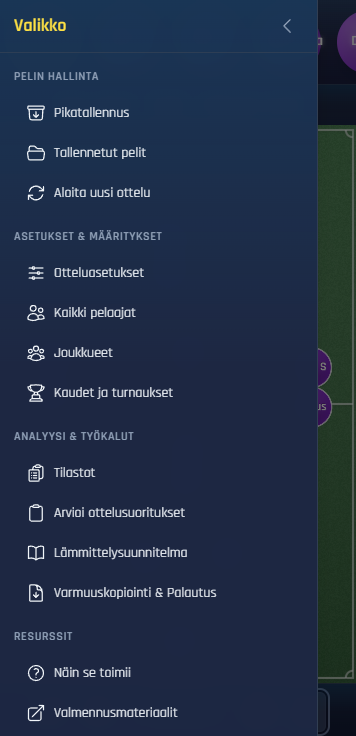 Valikko
PELIN HALLINTA
Pikatallennus
Tallennetut pelit
Aloita uusi ottelu
ASETUKSET & MÄÄRITYKSET
Otteluasetukset
Kaikki pelaajat
Joukkueet
Kaudet ja turnaukset
ANALYYSI & TYÖKALUT
Tilastot
Arvioi ottelusuoritukset
Lämmittelysuunnitelma
Varmuuskopiointi & Palautus
RESURSSIT
Näin se toimii
Valmennusmateriaalit